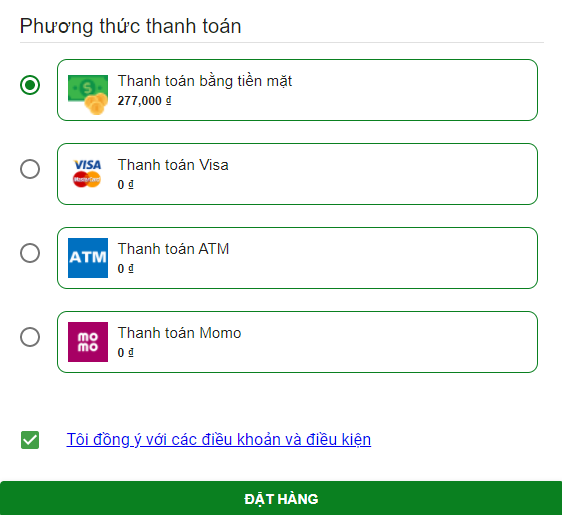 Phương thức thanh toán
Thanh toán bằng tiền mặt
277,000 ₫
VISA
MasterCard
Thanh toán Visa
0 ₫
ATM
Thanh toán ATM
0 ₫
mo
mo
Thanh toán Momo
0 ₫
Tôi đồng ý với các điều khoản và điều kiện
ĐẶT HÀNG